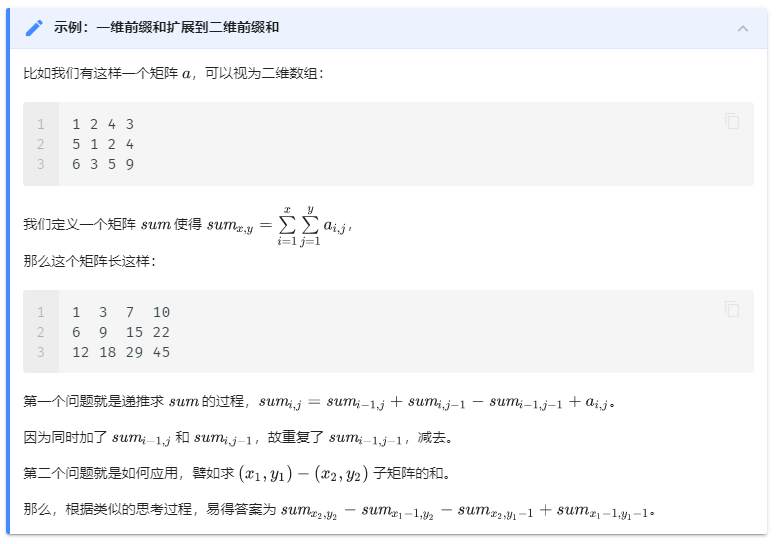 示例：一维前缀和扩展到二维前缀和
比如我们有这样一个矩阵 a，可以视为二维数组：
1 1 2 4 3
2 5 1 2 4
3 6 3 5 9
我们定义一个矩阵 sum 使得 sum_{x,y} = \sum_{i=1}^{x} \sum_{j=1}^{y} a_{i,j}，
那么这个矩阵长这样：
1 1 3 7 10
2 6 9 15 22
3 12 18 29 45
第一个问题就是递推求 sum 的过程，sum_{i,j} = sum_{i-1,j} + sum_{i,j-1} - sum_{i-1,j-1} + a_{i,j}。
因为同时加了 sum_{i-1,j} 和 sum_{i,j-1}，故重复了 sum_{i-1,j-1}，减去。
第二个问题就是如何应用，譬如求 (x_1, y_1) - (x_2, y_2) 子矩阵的和。
那么，根据类似的思考过程，易得答案为 sum_{x_2,y_2} - sum_{x_1-1,y_2} - sum_{x_2,y_1-1} + sum_{x_1-1,y_1-1}。